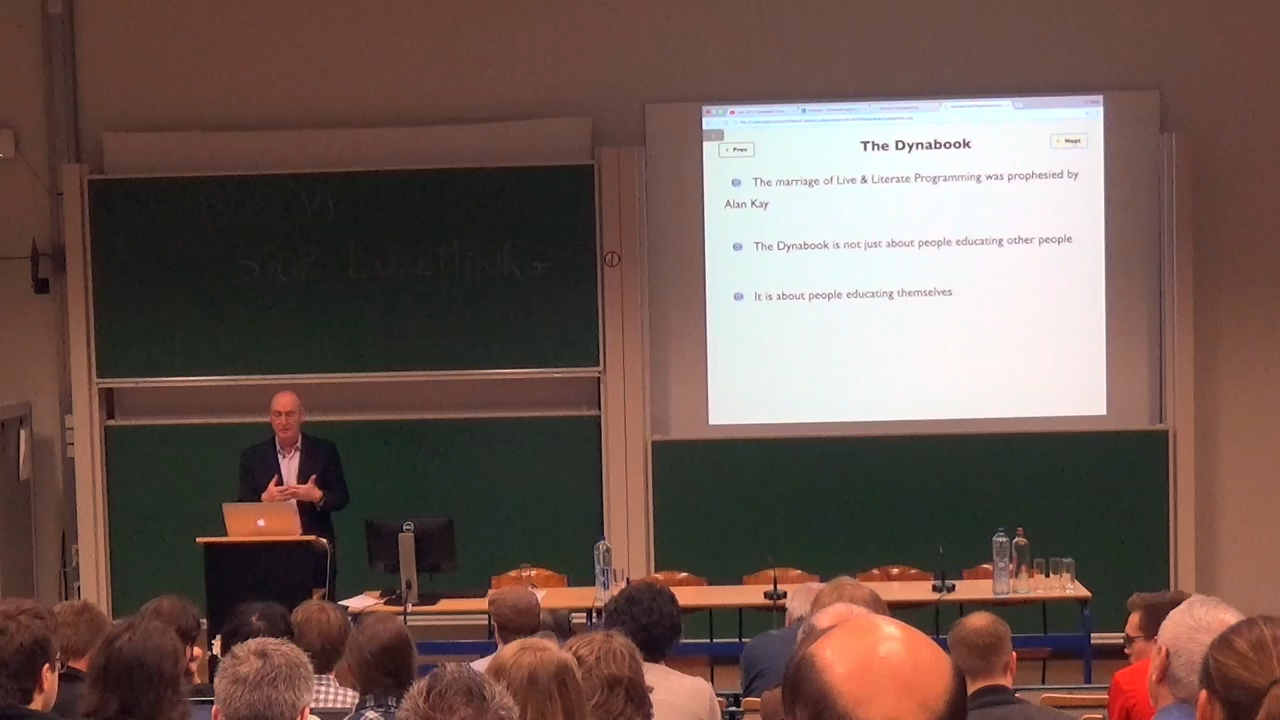 Prev
The Dynabook
Next
The marriage of Live & Literate Programming was prophesied by
Alan Kay
The Dynabook is not just about people educating other people
It is about people educating themselves